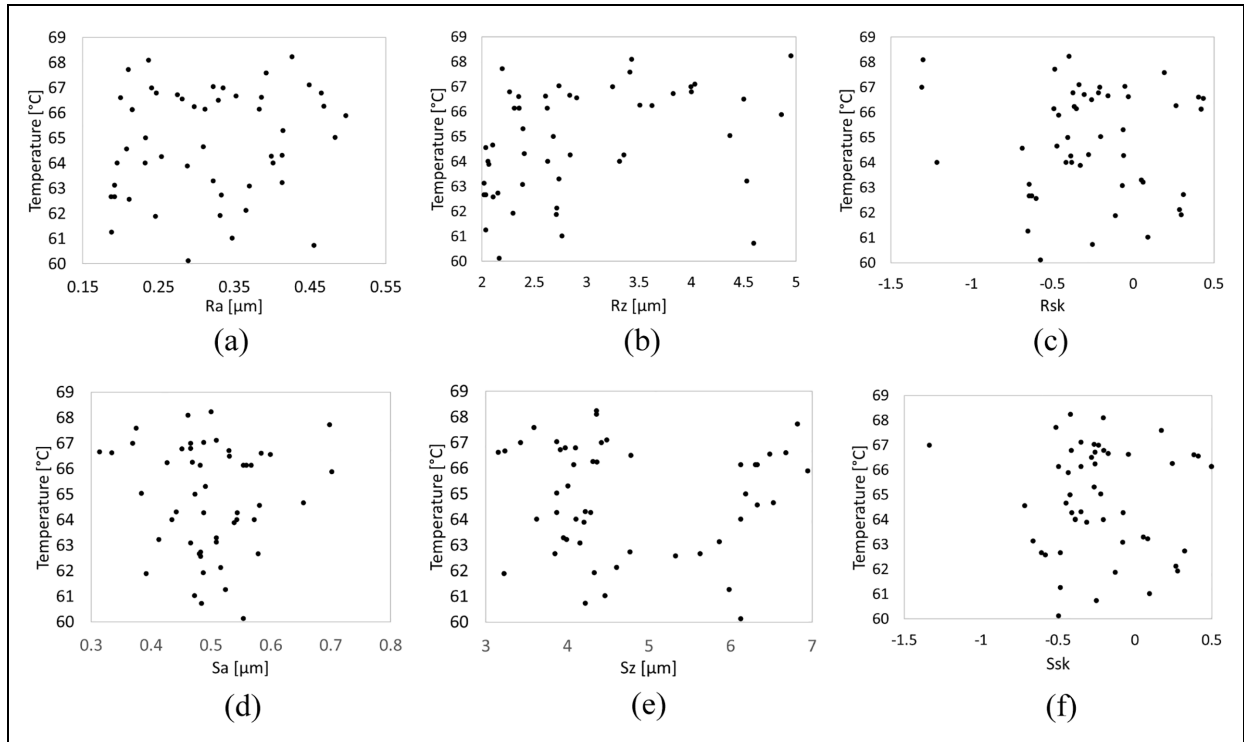 69
68
67
66
65
64
63
62
61
60
Temperature [°C]
0.15 0.25 0.35 0.45 0.55
Ra [µm]
(a)
69
68
67
66
65
64
63
62
61
60
Temperature [°C]
2 2.5 3 3.5 4 4.5 5
Rz [µm]
(b)
69
68
67
66
65
64
63
62
61
60
Temperature [°C]
-1.5 -1 -0.5 0 0.5
Rsk
(c)
69
68
67
66
65
64
63
62
61
60
Temperature [°C]
0.3 0.4 0.5 0.6 0.7 0.8
Sa [µm]
(d)
69
68
67
66
65
64
63
62
61
60
Temperature [°C]
3 4 5 6 7
Sz [µm]
(e)
69
68
67
66
65
64
63
62
61
60
Temperature [°C]
-1.5 -1 -0.5 0 0.5
Ssk
(f)